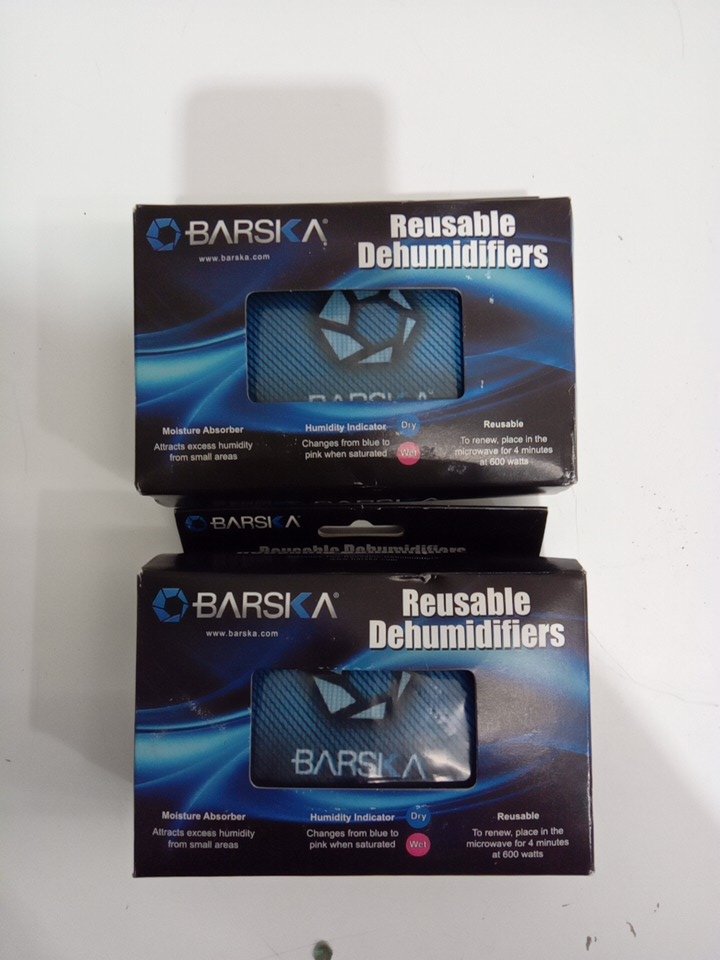 BARSKA®
www.barska.com
Reusable
Dehumidifiers
Moisture Absorber
Attracts excess humidity
from small areas
Humidity Indicator
Changes from blue to
pink when saturated
Dry
Wet
Reusable
To renew, place in the
microwave for 4 minutes
at 600 watts
BARSKA
Reusable Dehumidifiers
BARSKA®
www.barska.com
Reusable
Dehumidifiers
BARSKA
Moisture Absorber
Attracts excess humidity
from small areas
Humidity Indicator
Changes from blue to
pink when saturated
Dry
Wet
Reusable
To renew, place in the
microwave for 4 minutes
at 600 watts